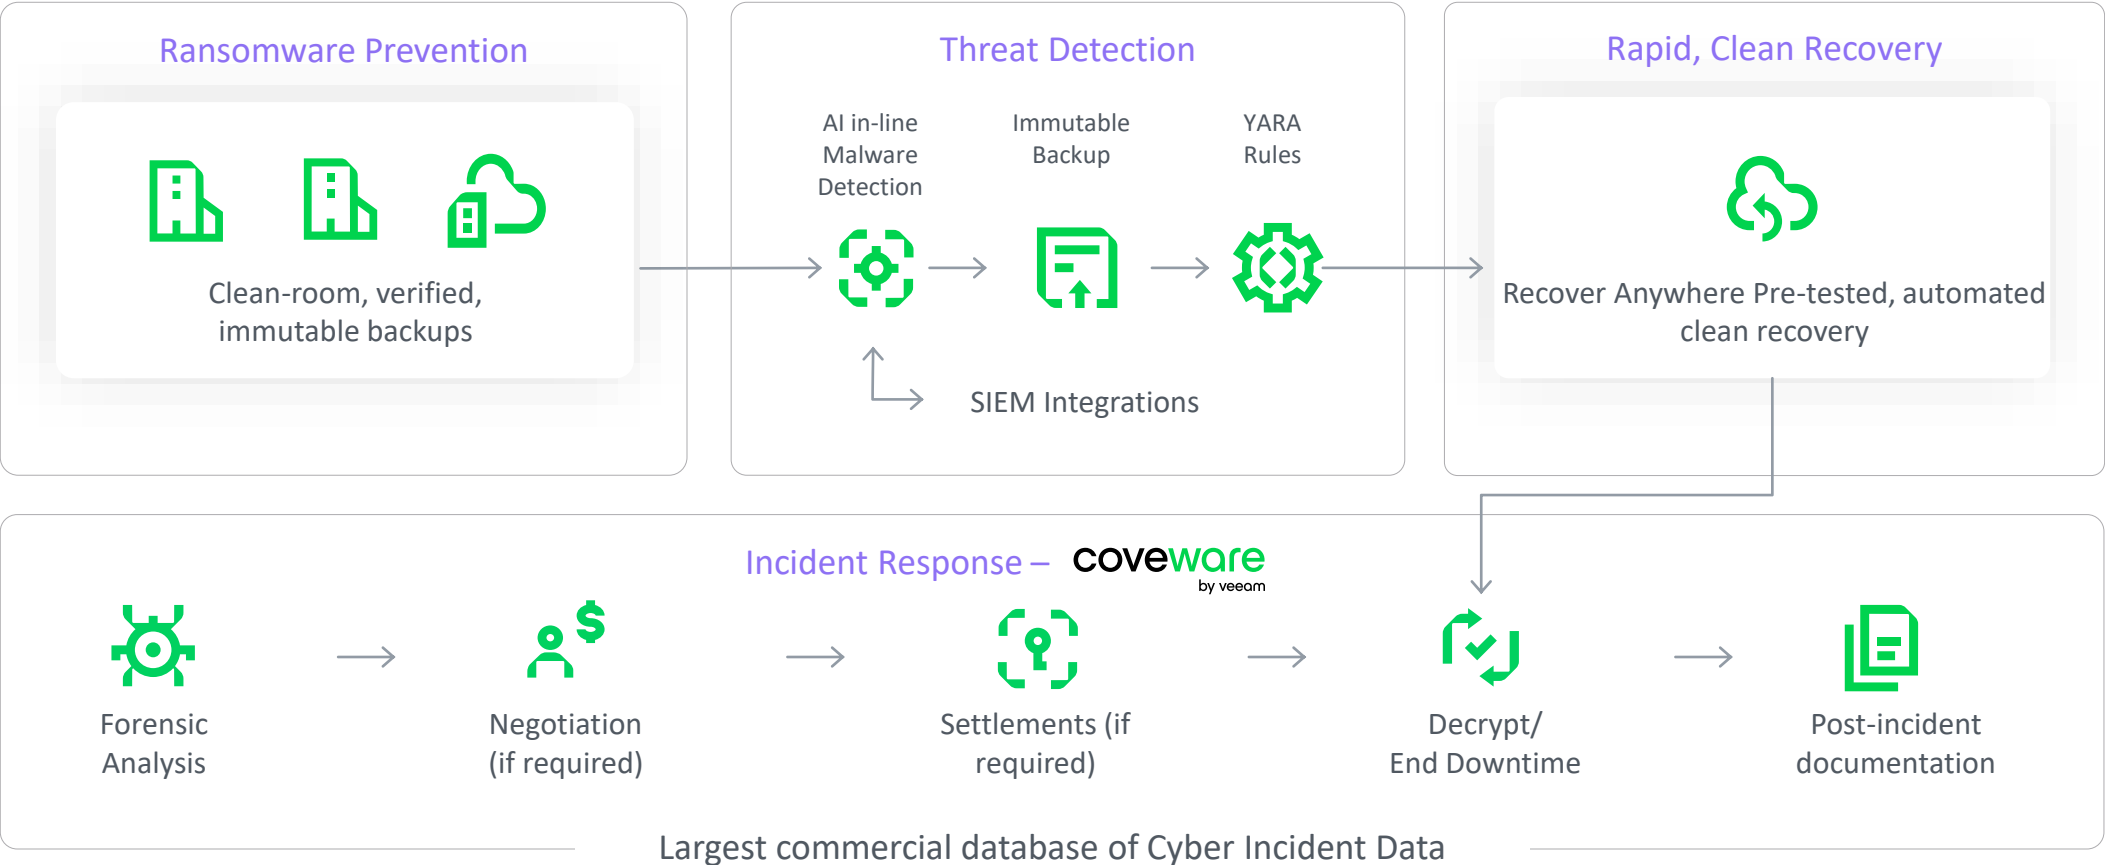 Ransomware Prevention
Clean-room, verified,
immutable backups
Threat Detection
AI in-line
Malware
Detection
Immutable
Backup
YARA
Rules
SIEM Integrations
Rapid, Clean Recovery
Recover Anywhere Pre-tested, automated
clean recovery
Incident Response – coveware
by veeam
Forensic
Analysis
Negotiation
(if required)
Settlements (if
required)
Decrypt/
End Downtime
Post-incident
documentation
Largest commercial database of Cyber Incident Data